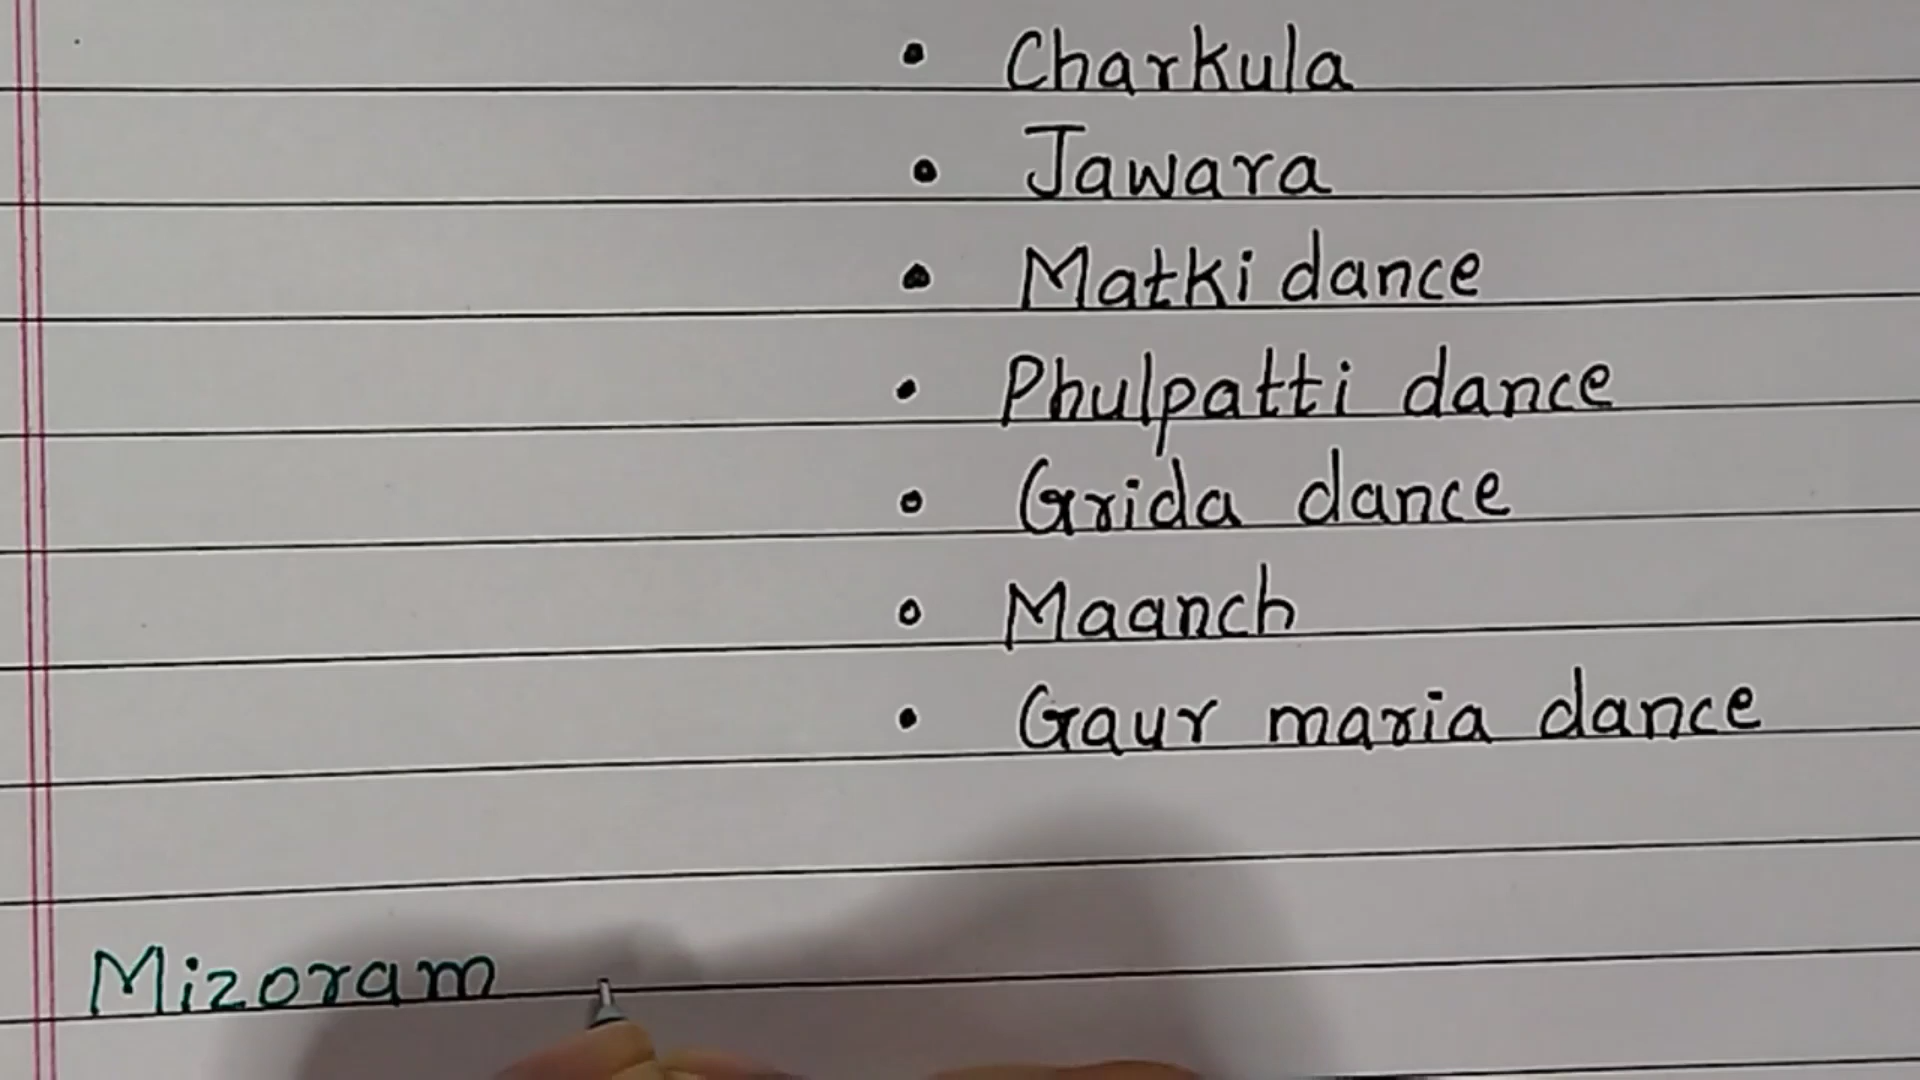 • Charkula
• Jawara
• Matki dance
• Phulpatti dance
• Grida dance
• Maanch
• Gaur maria dance
Mizoram